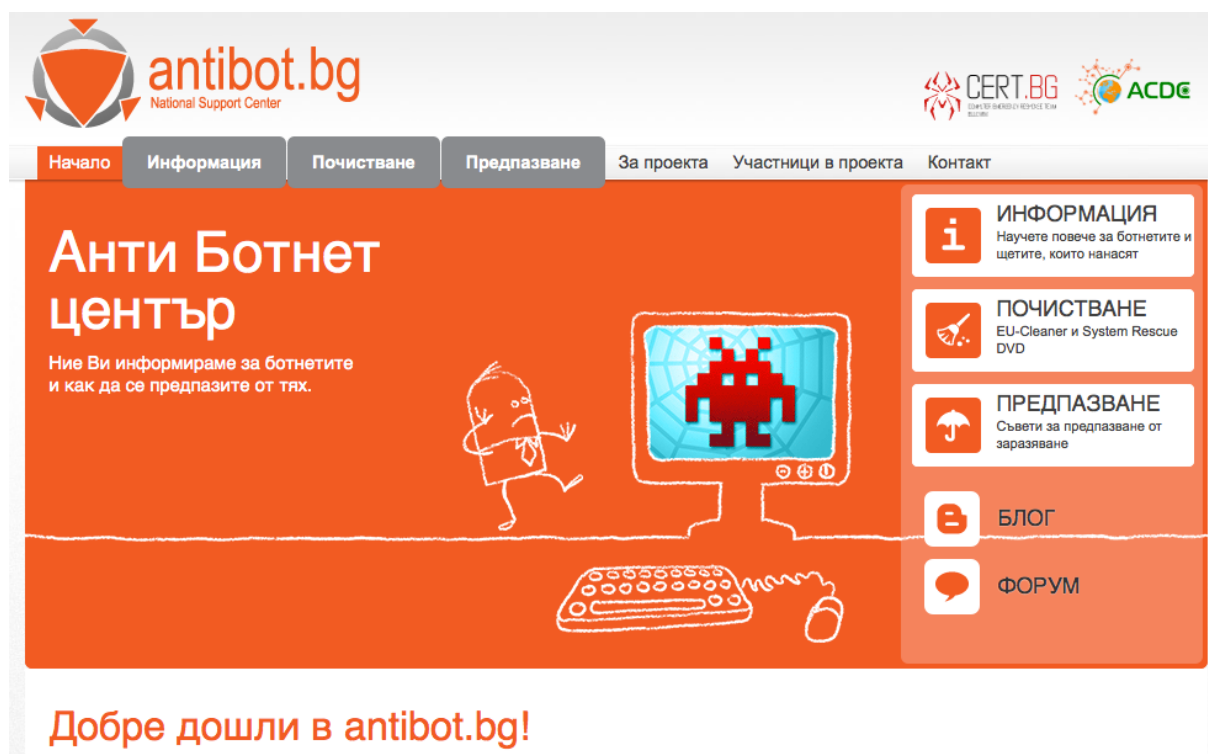 antibot.bg
National Support Center
CERT.BG
ACDC
Начало
Информация
Почистване
Предпазване
За проекта
Участници в проекта
Контакт
Анти Ботнет
център
Ние Ви информираме за ботнетите
и как да се предпазите от тях.
ИНФОРМАЦИЯ
Научете повече за ботнетите и
щетите, които нанасят
ПОЧИСТВАНЕ
EU-Cleaner и System Rescue
DVD
ПРЕДПАЗВАНЕ
Съвети за предпазване от
заразяване
БЛОГ
ФОРУМ
Добре дошли в antibot.bg!